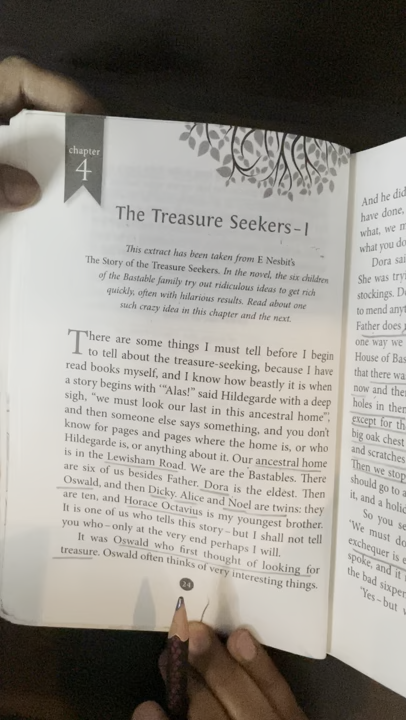 chapter
4
The Treasure Seekers–I
This extract has been taken from E Nesbit's
The Story of the Treasure Seekers. In the novel, the six children
of the Bastable family try out ridiculous ideas to get rich
quickly, often with hilarious results. Read about one
such crazy idea in this chapter and the next.
There are some things I must tell before I begin
to tell about the treasure-seeking, because I have
read books myself, and I know how beastly it is when
a story begins with '"Alas!" said Hildegarde with a deep
sigh, "we must look our last on this ancestral home"',
and then someone else says something, and you don't
know for pages and pages where the home is, or who
Hildegarde is, or anything about it. Our ancestral home
is in the Lewisham Road. We are the Bastables. There
are six of us besides Father. Dora is the eldest. Then
Oswald, and then Dicky. Alice and Noel are twins: they
are ten, and Horace Octavius is my youngest brother.
It is one of us who tells this story – but I shall not tell
you who – only at the very end perhaps I will.
It was Oswald who first thought of looking for
treasure. Oswald often thinks of very interesting things.
24
And he did
have done,
what, we m
what you do
Dora sai
She was try
stockings. D
to mend anyt
Father does
one way we
House of Bas
that there wa
now and the
holes in them
except for th
big oak chest
and scratches
Then we stop
should go to a
it, and a holid
So you se
'We must do
exchequer is e
spoke, and it
the bad sixpen
'Yes – but